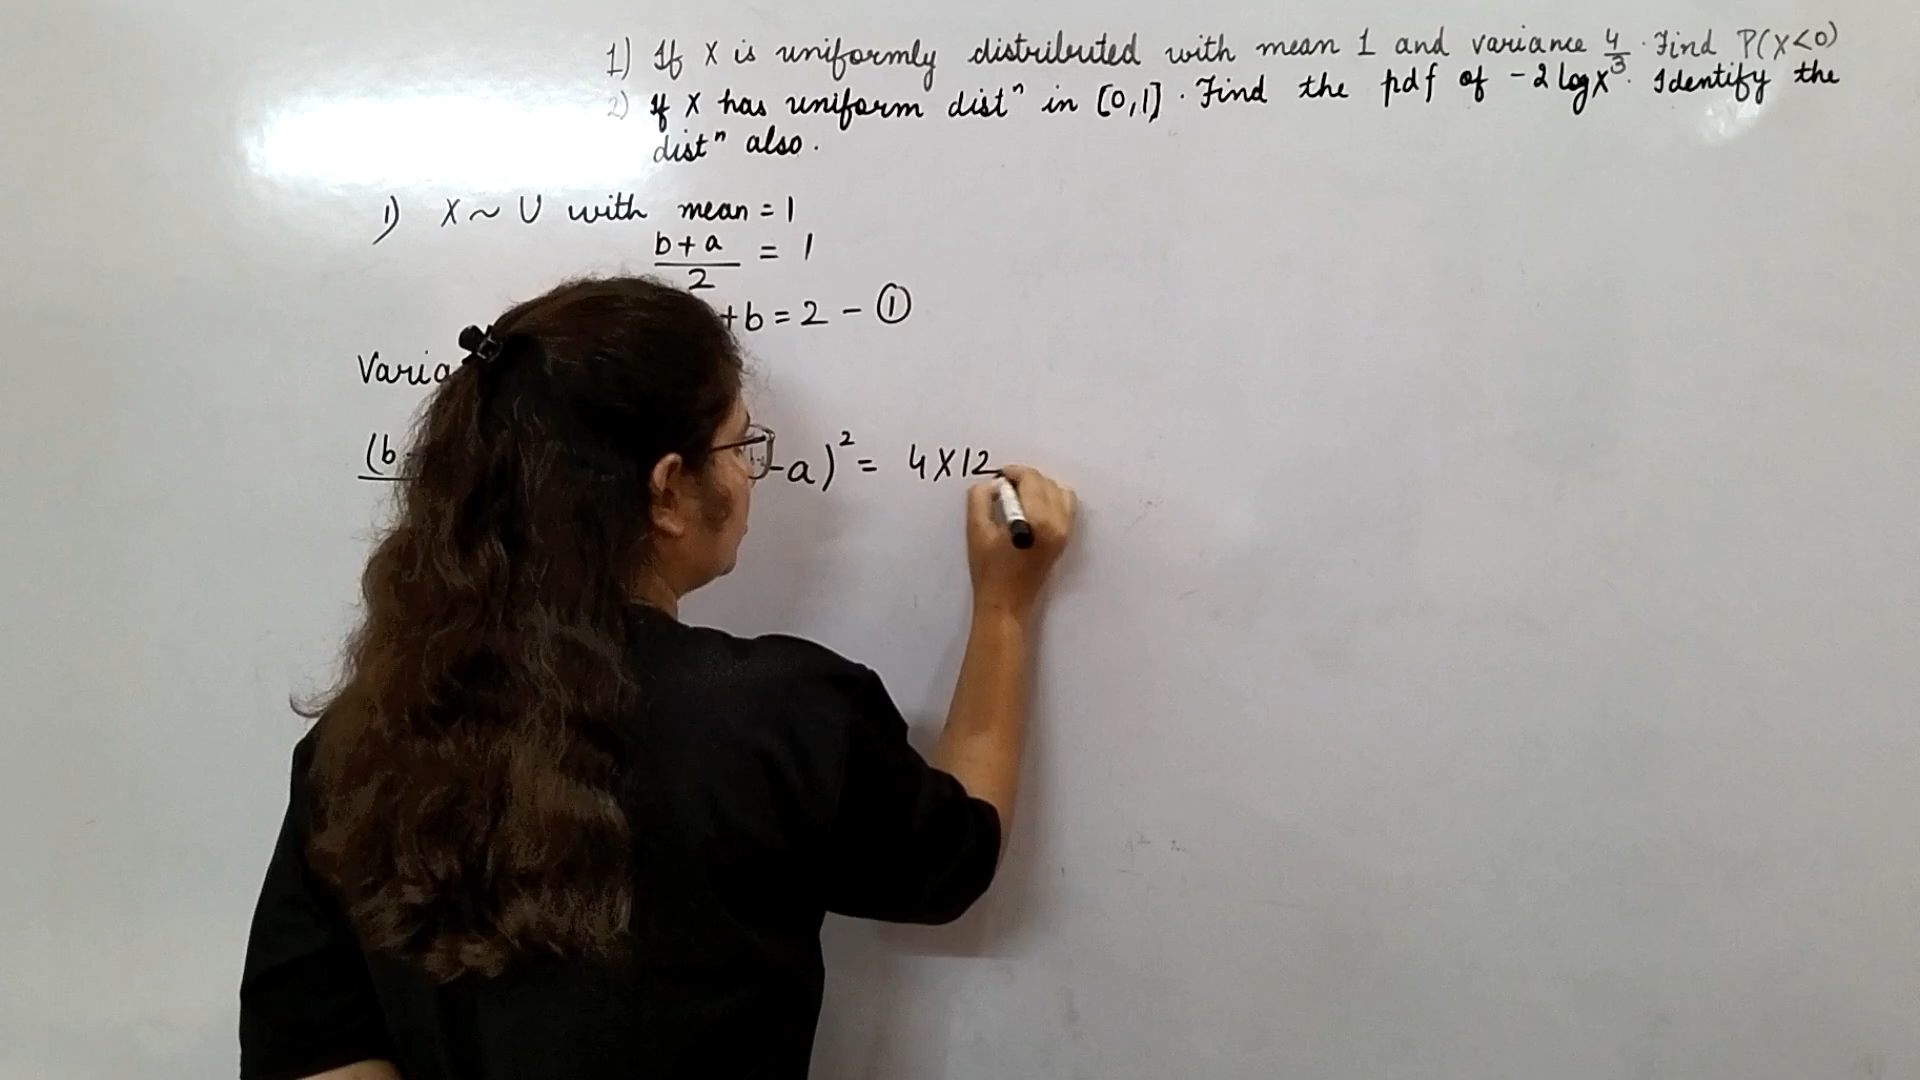 1) If X is uniformly distributed with mean 1 and variance 4/3. Find P(X<0)
2) If X has uniform distⁿ in [0,1]. Find the pdf of -2 log X. Identify the
distⁿ also.
1) X ~ U with mean = 1
b+a
/2 = 1
+b = 2 - ①
Varia
(b-
-a)² = 4X12